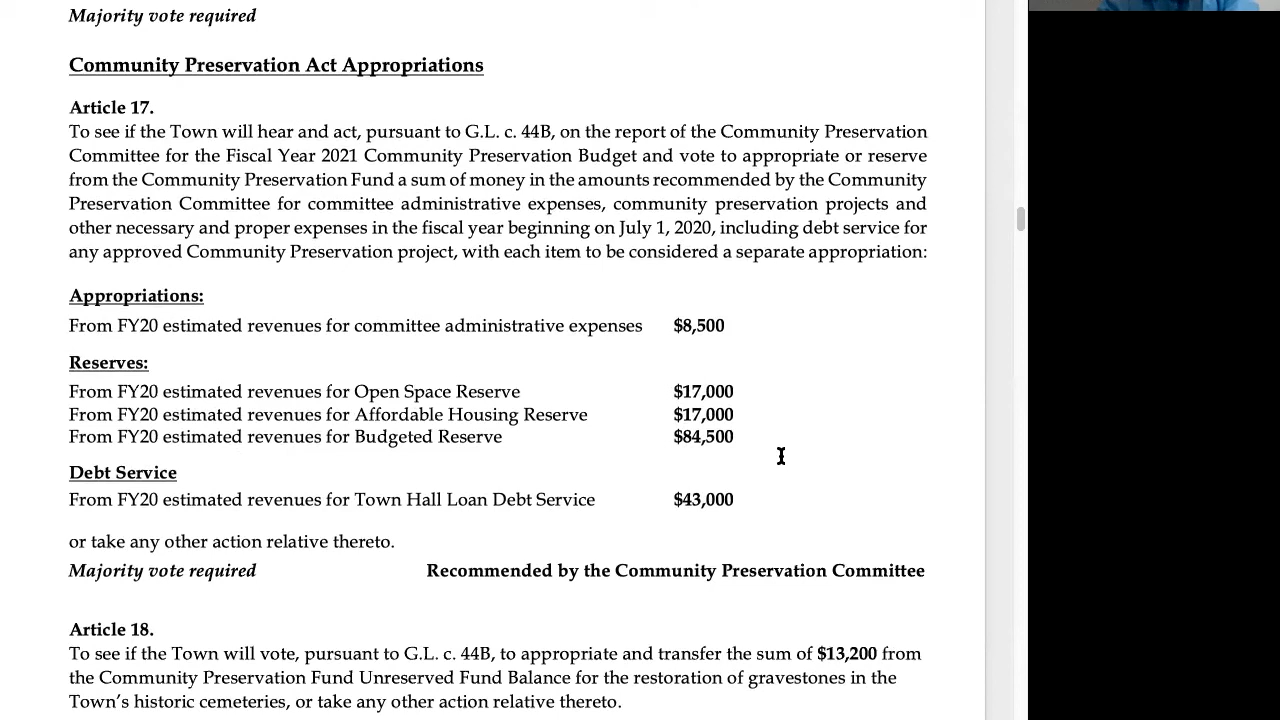 Majority vote required
Community Preservation Act Appropriations
Article 17.
To see if the Town will hear and act, pursuant to G.L. c. 44B, on the report of the Community Preservation
Committee for the Fiscal Year 2021 Community Preservation Budget and vote to appropriate or reserve
from the Community Preservation Fund a sum of money in the amounts recommended by the Community
Preservation Committee for committee administrative expenses, community preservation projects and
other necessary and proper expenses in the fiscal year beginning on July 1, 2020, including debt service for
any approved Community Preservation project, with each item to be considered a separate appropriation:
Appropriations:
From FY20 estimated revenues for committee administrative expenses $8,500
Reserves:
From FY20 estimated revenues for Open Space Reserve $17,000
From FY20 estimated revenues for Affordable Housing Reserve $17,000
From FY20 estimated revenues for Budgeted Reserve $84,500
Debt Service
From FY20 estimated revenues for Town Hall Loan Debt Service $43,000
or take any other action relative thereto.
Majority vote required Recommended by the Community Preservation Committee
Article 18.
To see if the Town will vote, pursuant to G.L. c. 44B, to appropriate and transfer the sum of $13,200 from
the Community Preservation Fund Unreserved Fund Balance for the restoration of gravestones in the
Town's historic cemeteries, or take any other action relative thereto.